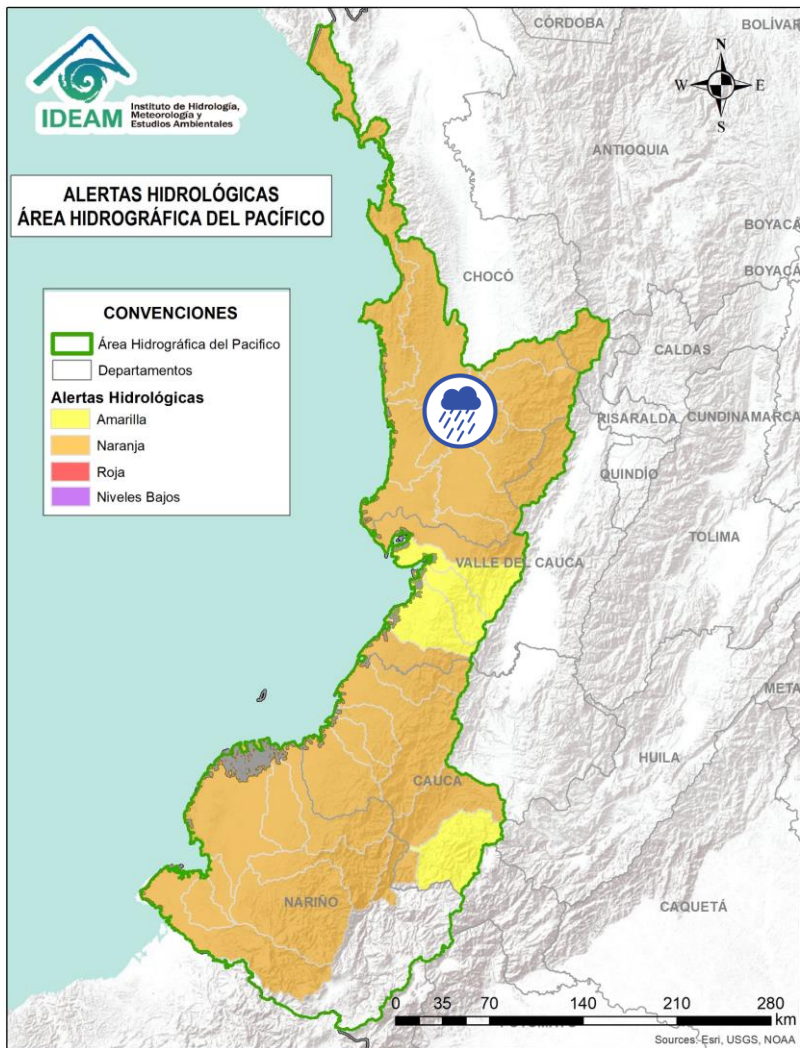 CÓRDOBA
BOLÍVAR
N
W
E
S
IDEAM
Instituto de Hidrología,
Meteorología y
Estudios Ambientales
ANTIOQUIA
ALERTAS HIDROLÓGICAS
ÁREA HIDROGRÁFICA DEL PACÍFICO
BOYACÁ
BOYACÁ
CHOCÓ
CONVENCIONES
Área Hidrográfica del Pacifico
Departamentos
Alertas Hidrológicas
Amarilla
Naranja
Roja
Niveles Bajos
CALDAS
RISARALDA
CUNDINAMARCA
QUINDÍO
TOLIMA
VALLE DEL CAUCA
META
HUILA
CAUCA
NARIÑO
CAQUETÁ
0 35 70 140 210 280
km
Sources: Esri, USGS, NOAA